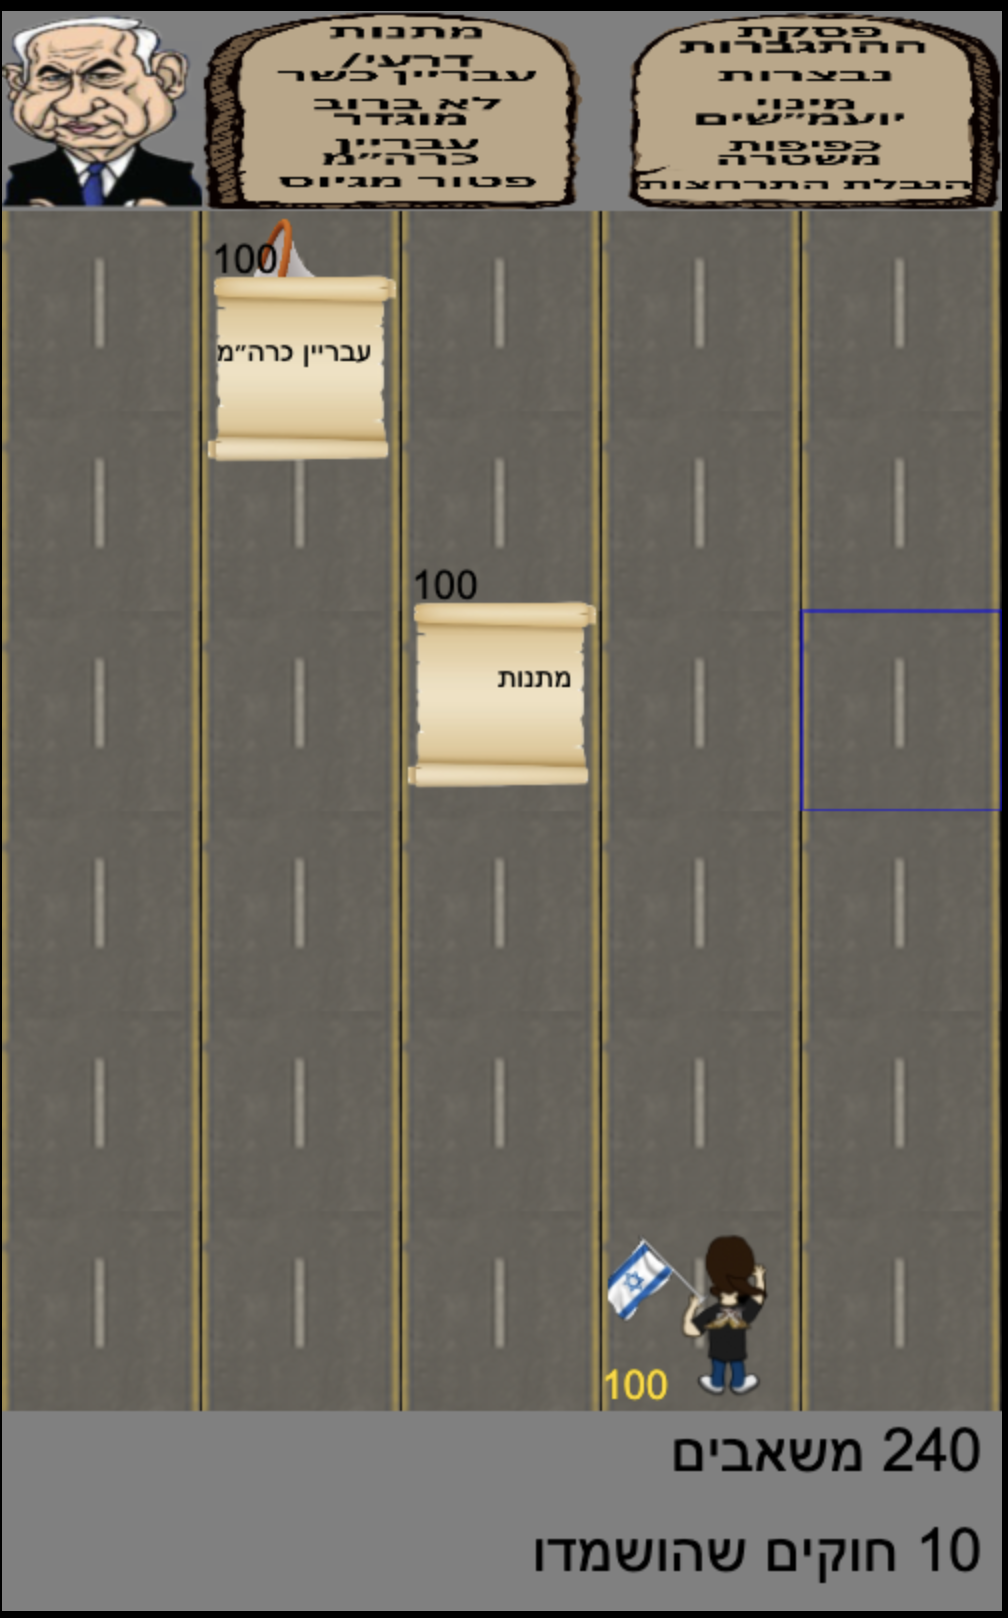 מתנות
דרעי/
עבריין כשר
לא ברוב
מוגדר
עבריין
כרה״מ
פטור מגיוס
פסקת
ההתגברות
נבצרות
מינוי
יועמ״שים
כפיפות
משטרה
הגבלת התרחצות
100
עבריין כרה״מ
100
מתנות
100
240 משאבים
10 חוקים שהושמדו